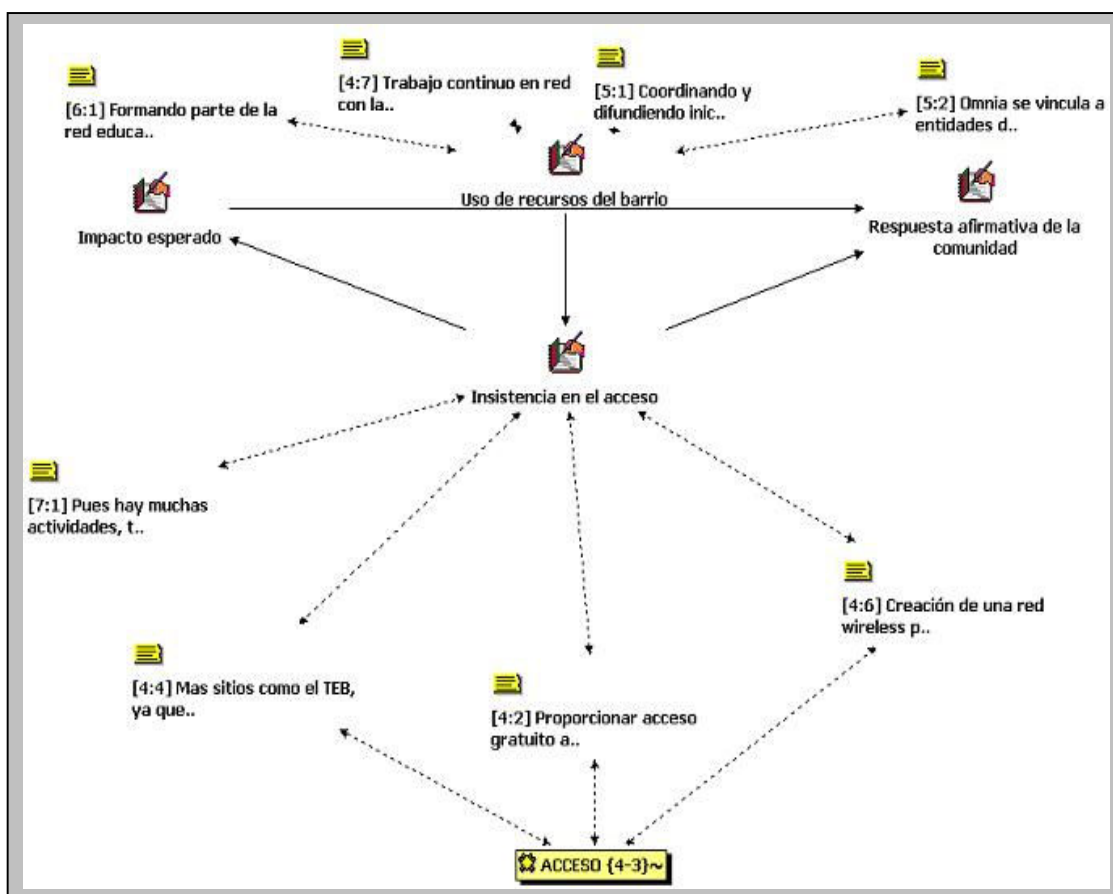 [6:1] Formando parte de la
red educa..
[4:7] Trabajo continuo en red
con la..
[5:1] Coordinando y
difundiendo inic..
[5:2] Omnia se vincula a
entidades d..
Impacto esperado
Uso de recursos del barrio
Respuesta afirmativa de la
comunidad
Insistencia en el acceso
[7:1] Pues hay muchas
actividades, t..
[4:4] Mas sitios como el TEB,
ya que..
[4:2] Proporcionar acceso
gratuito a..
[4:6] Creación de una red
wireless p..
ACCESO {4-3}~